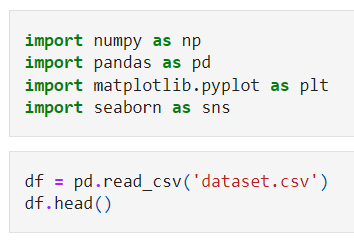 import numpy as np
import pandas as pd
import matplotlib.pyplot as plt
import seaborn as sns
df = pd.read_csv('dataset.csv')
df.head()